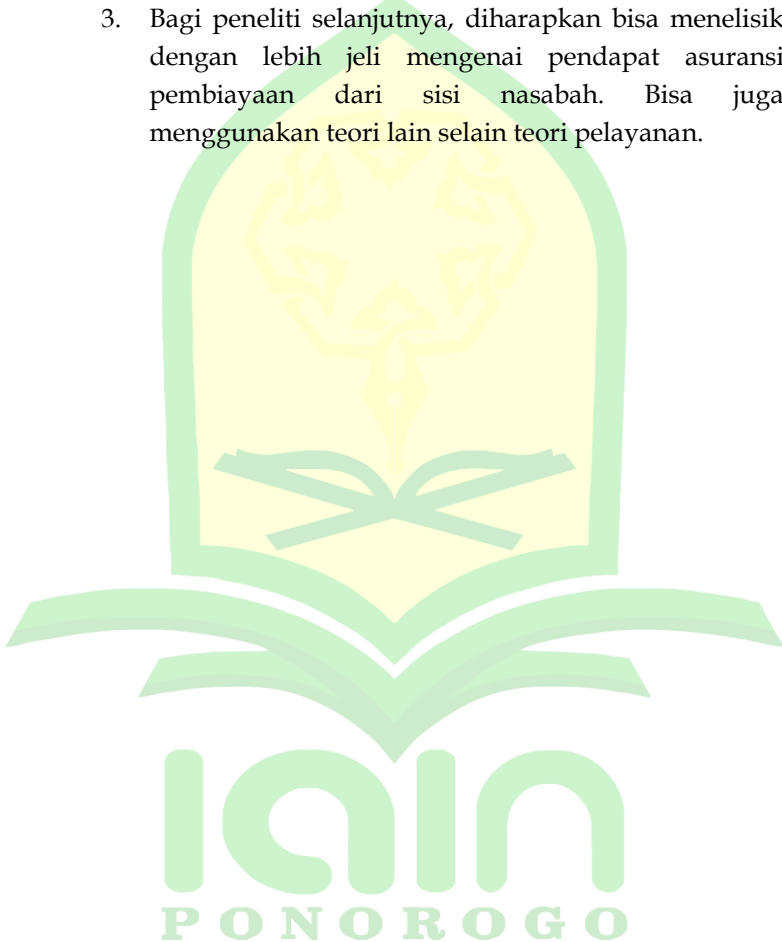 3. Bagi peneliti selanjutnya, diharapkan bisa menelisik
dengan lebih jeli mengenai pendapat asuransi
pembiayaan dari sisi nasabah. Bisa juga
menggunakan teori lain selain teori pelayanan.
iain
PONOROGO